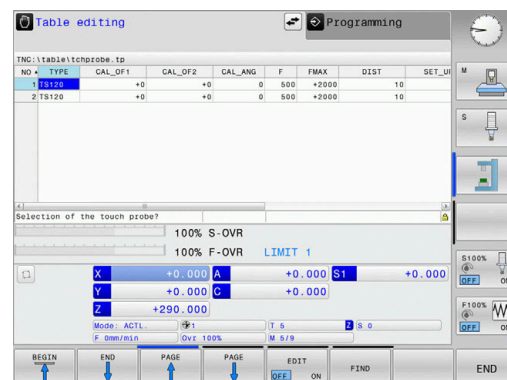 Table editing
Programming
TNC:\table\tchprobe.tp
NO TYPE CAL_OF1 CAL_OF2 CAL_ANG F FMAX DIST SET_UP
1 TS120 +0 +0 0 500 +2000 10
2 TS120 +0 +0 0 500 +2000 10
Selection of the touch probe?
100% S-OVR
100% F-OVR LIMIT 1
X +0.000 A +0.000 S1 +0.000
Y +0.000 C +0.000
Z +290.000
Mode: ACTL. 1 T 5 Z S 0
F 0mm/min Ovr 100% M 5/9
M
S
S100%
OFF ON
F100%
OFF ON
BEGIN END PAGE PAGE EDIT FIND END
OFF ON